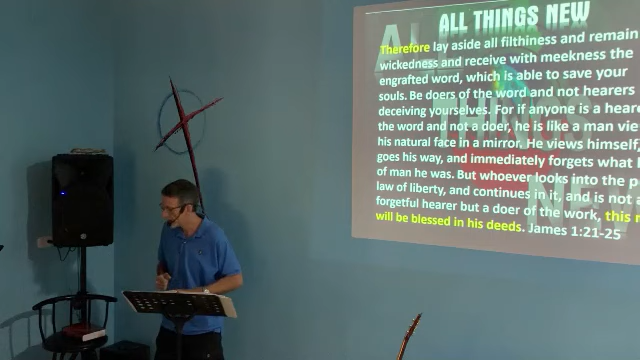 ALL THINGS NEW
Therefore lay aside all filthiness and remain
wickedness and receive with meekness the
engrafted word, which is able to save your
souls. Be doers of the word and not hearers
deceiving yourselves. For if anyone is a heare
the word and not a doer, he is like a man vie
his natural face in a mirror. He views himself,
goes his way, and immediately forgets what
of man he was. But whoever looks into the p
law of liberty, and continues in it, and is not a
forgetful hearer but a doer of the work, this
will be blessed in his deeds. James 1:21-25